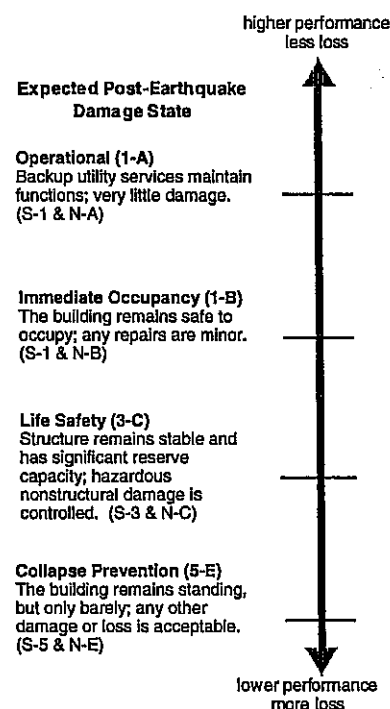 higher performance
less loss
Expected Post-Earthquake
Damage State
Operational (1-A)
Backup utility services maintain
functions; very little damage.
(S-1 & N-A)
Immediate Occupancy (1-B)
The building remains safe to
occupy; any repairs are minor.
(S-1 & N-B)
Life Safety (3-C)
Structure remains stable and
has significant reserve
capacity; hazardous
nonstructural damage is
controlled. (S-3 & N-C)
Collapse Prevention (5-E)
The building remains standing,
but only barely; any other
damage or loss is acceptable.
(S-5 & N-E)
lower performance
more loss